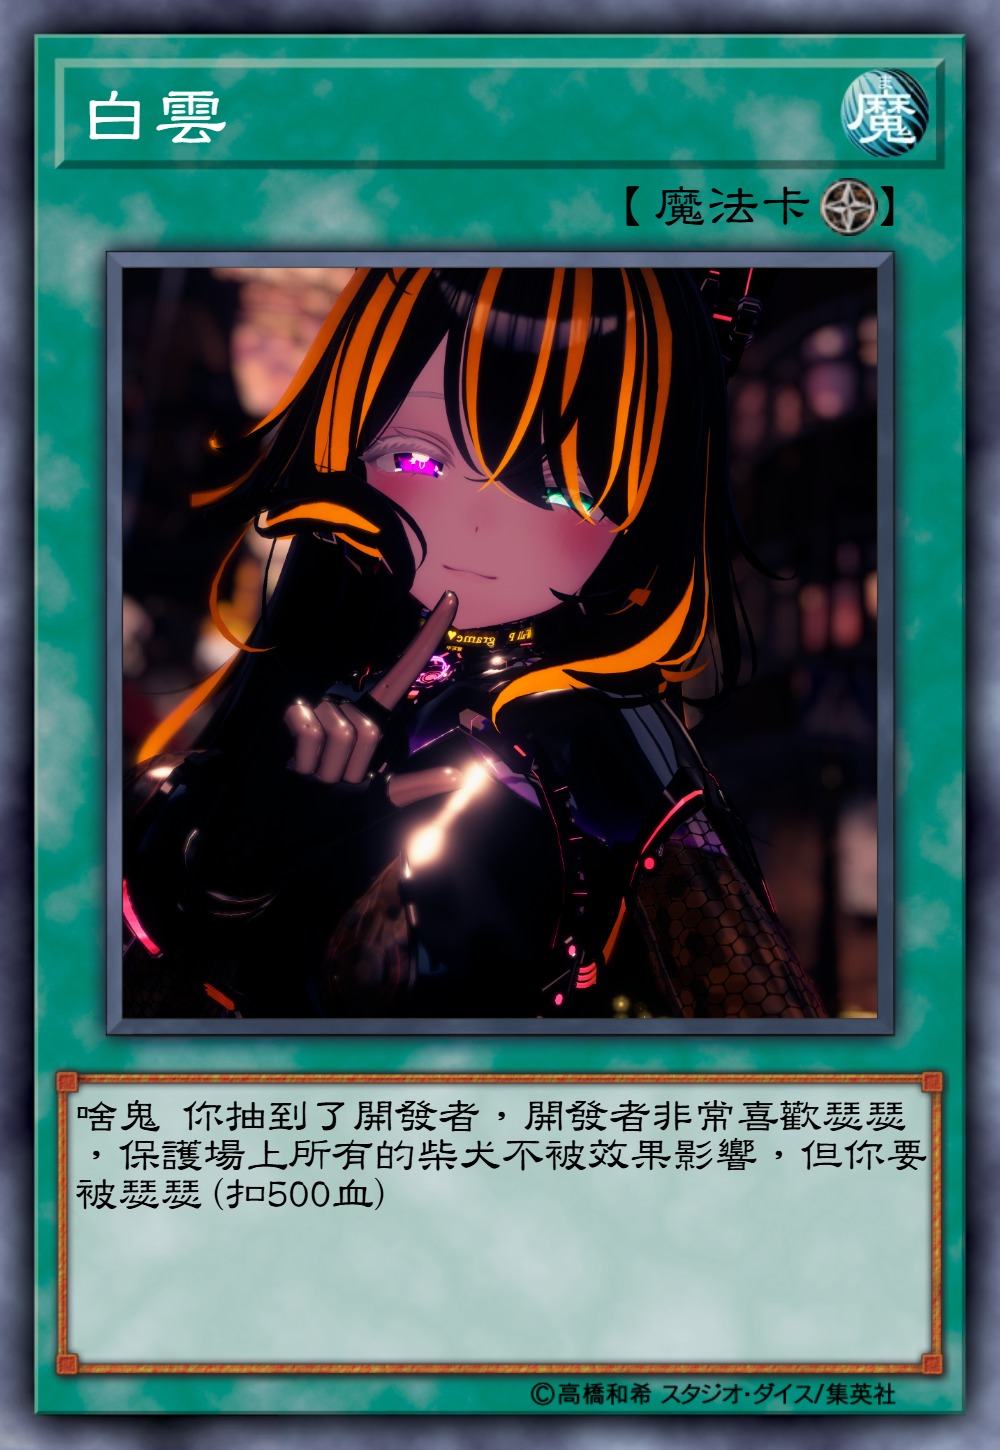 白雲
ま
魔
【魔法卡】
grame
啥鬼 你抽到了開發者，開發者非常喜歡瑟瑟
，保護場上所有的柴犬不被效果影響，但你要
被瑟瑟(扣500血)
©高橋和希 スタジオ・ダイス/集英社